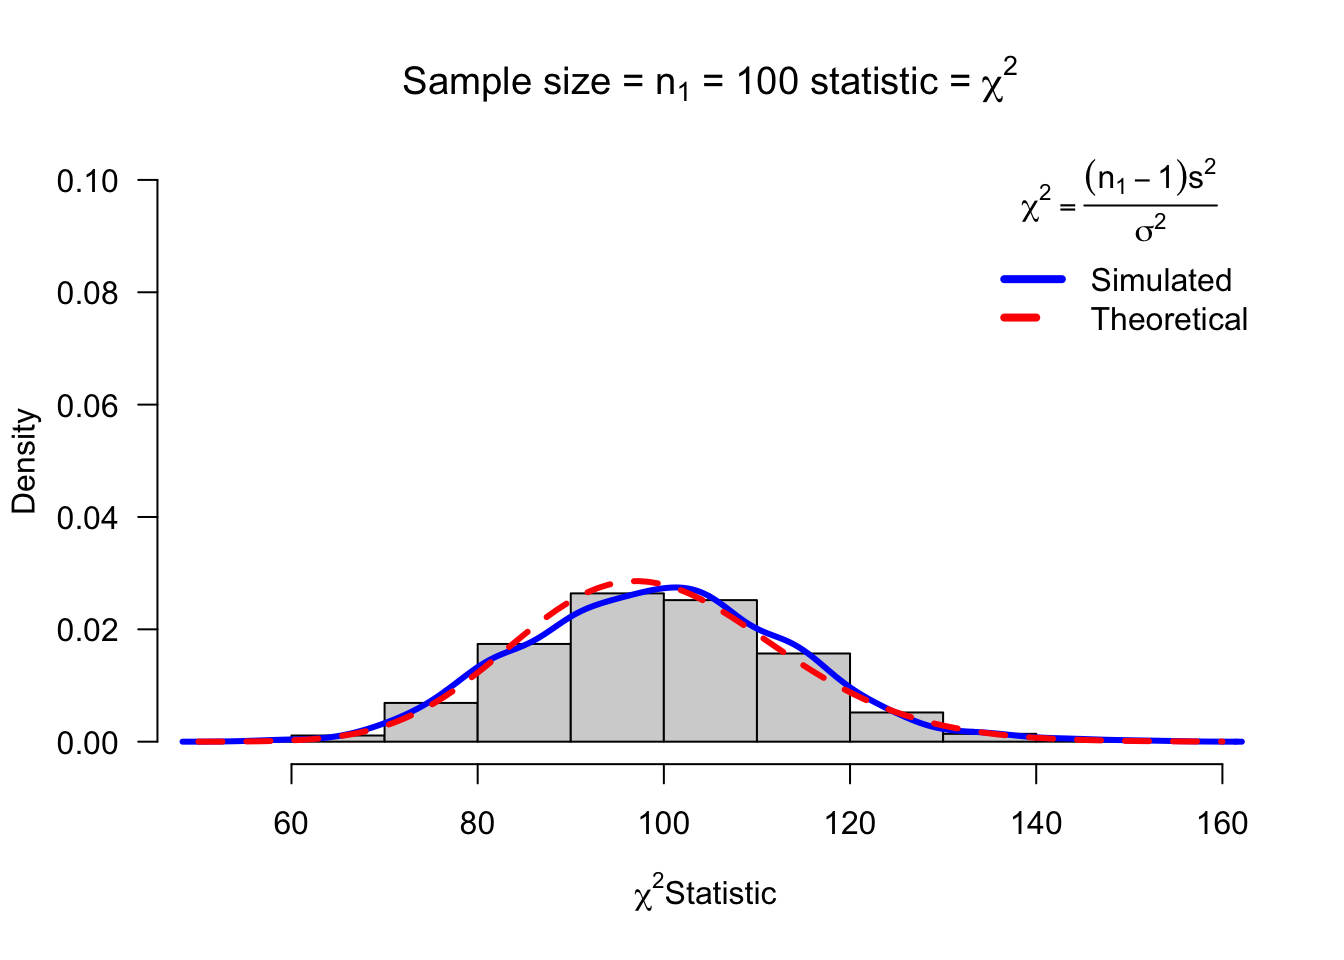 Sample size = n₁ = 100 statistic = χ²
χ² = (n₁ − 1)s² / σ²
Simulated
Theoretical
Density
0.10
0.08
0.06
0.04
0.02
0.00
60 80 100 120 140 160
χ²Statistic